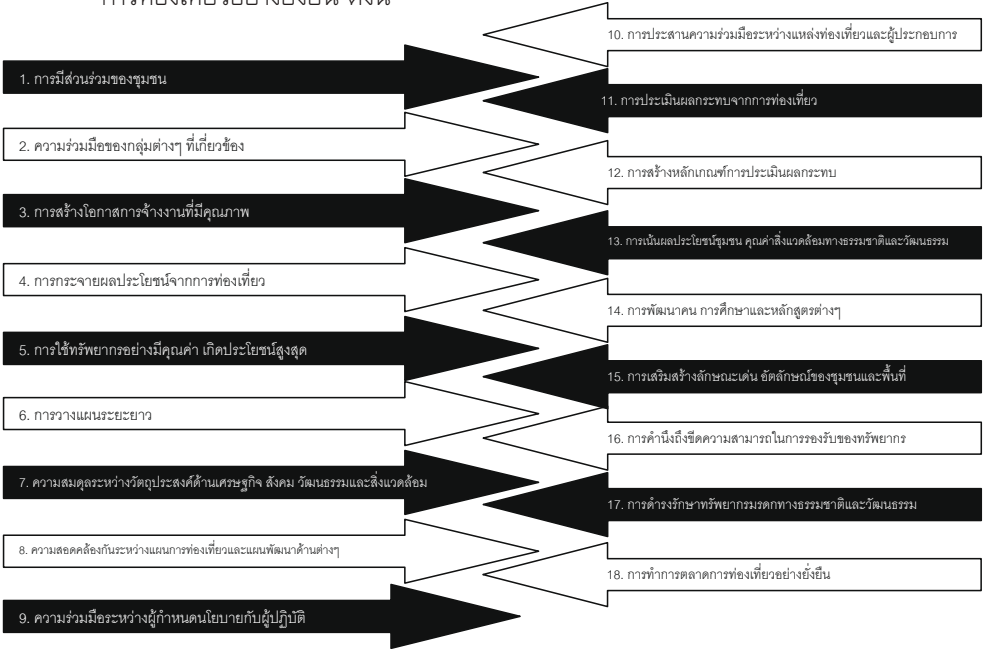 การท่องเที่ยวอย่างยั่งยืน ดังนี้
1. การมีส่วนร่วมของชุมชน
2. ความร่วมมือของกลุ่มต่างๆ ที่เกี่ยวข้อง
3. การสร้างโอกาสการจ้างงานที่มีคุณภาพ
4. การกระจายผลประโยชน์จากการท่องเที่ยว
5. การใช้ทรัพยากรอย่างมีคุณค่า เกิดประโยชน์สูงสุด
6. การวางแผนระยะยาว
7. ความสมดุลระหว่างวัตถุประสงค์ด้านเศรษฐกิจ สังคม วัฒนธรรมและสิ่งแวดล้อม
8. ความสอดคล้องกันระหว่างแผนการท่องเที่ยวและแผนพัฒนาด้านต่างๆ
9. ความร่วมมือระหว่างผู้กำหนดนโยบายกับผู้ปฏิบัติ
10. การประสานความร่วมมือระหว่างแหล่งท่องเที่ยวและผู้ประกอบการ
11. การประเมินผลกระทบจากการท่องเที่ยว
12. การสร้างหลักเกณฑ์การประเมินผลกระทบ
13. การเน้นผลประโยชน์ชุมชน คุณค่าสิ่งแวดล้อมทางธรรมชาติและวัฒนธรรม
14. การพัฒนาคน การศึกษาและหลักสูตรต่างๆ
15. การเสริมสร้างลักษณะเด่น อัตลักษณ์ของชุมชนและพื้นที่
16. การคำนึงถึงขีดความสามารถในการรองรับของทรัพยากร
17. การดำรงรักษาทรัพยากรมรดกทางธรรมชาติและวัฒนธรรม
18. การทำการตลาดการท่องเที่ยวอย่างยั่งยืน